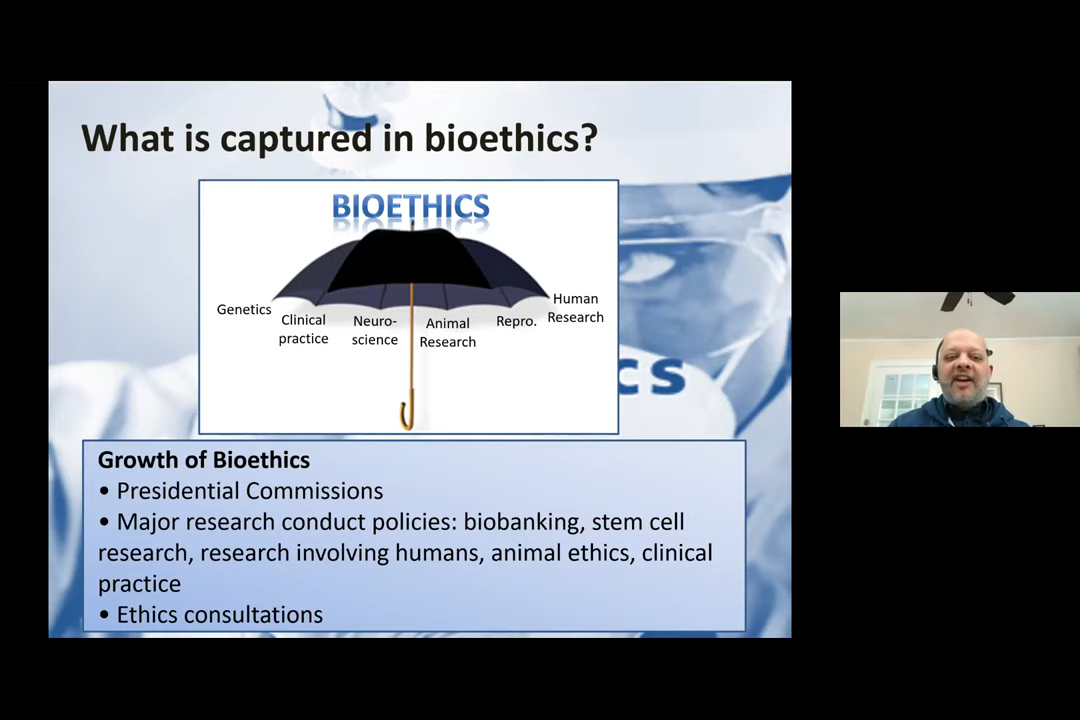 What is captured in bioethics?
BIOETHICS
Genetics
Clinical
practice
Neuro-
science
Animal
Research
Repro.
Human
Research
cs
Growth of Bioethics
• Presidential Commissions
• Major research conduct policies: biobanking, stem cell
research, research involving humans, animal ethics, clinical
practice
• Ethics consultations